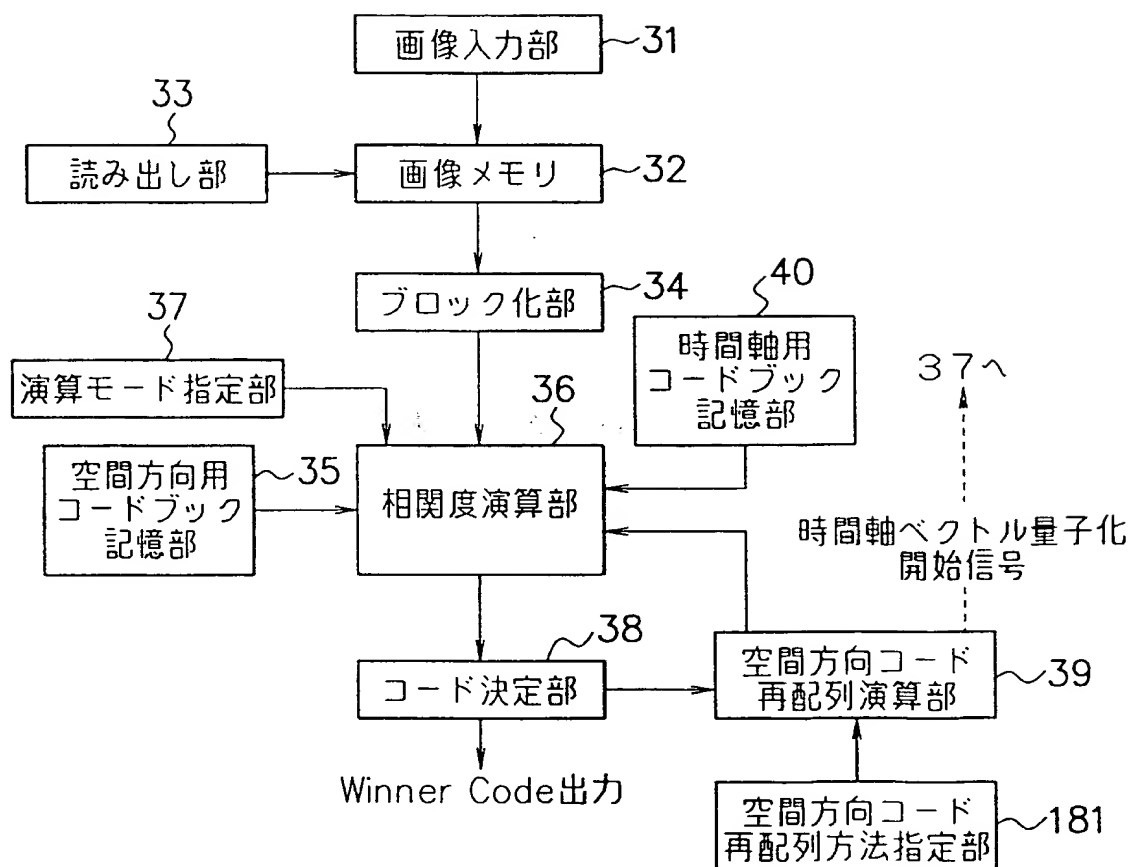 画像入力部
31
33
読み出し部
画像メモリ
32
ブロック化部
34
40
37
時間軸用
コードブック
記憶部
37へ
演算モード指定部
36
空間方向用
コードブック
記憶部
35
相関度演算部
時間軸ベクトル量子化
開始信号
38
コード決定部
空間方向コード
再配列演算部
39
Winner Code出力
空間方向コード
再配列方法指定部
181